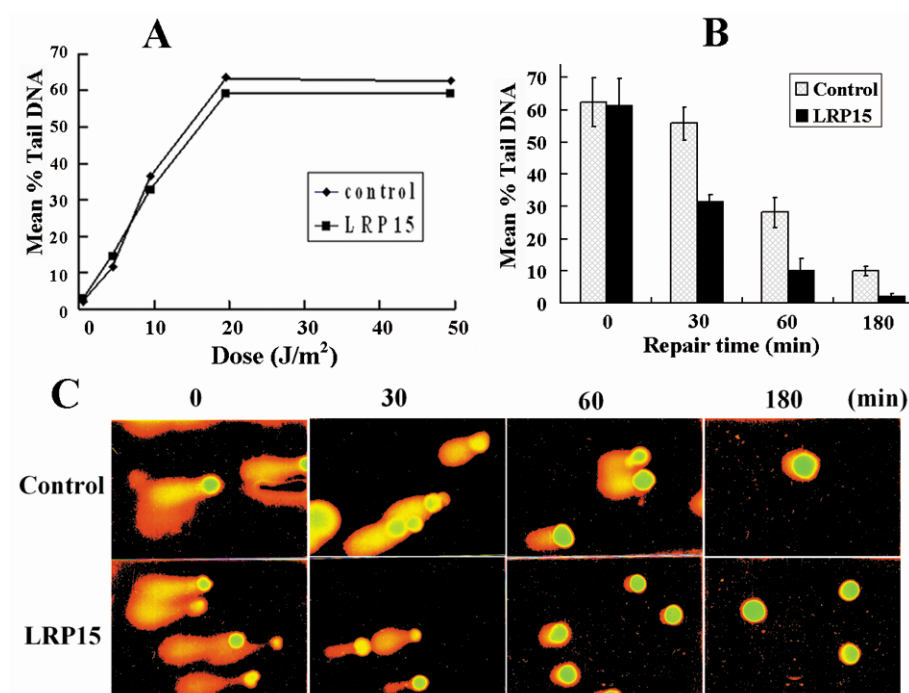 A
Mean % Tail DNA
70
60
50
40
30
20
10
0
0 10 20 30 40 50
Dose (J/m²)
control
LRP15
B
Mean % Tail DNA
70
60
50
40
30
20
10
0
0 30 60 180
Repair time (min)
Control
LRP15
C
0 30 60 180 (min)
Control
LRP15